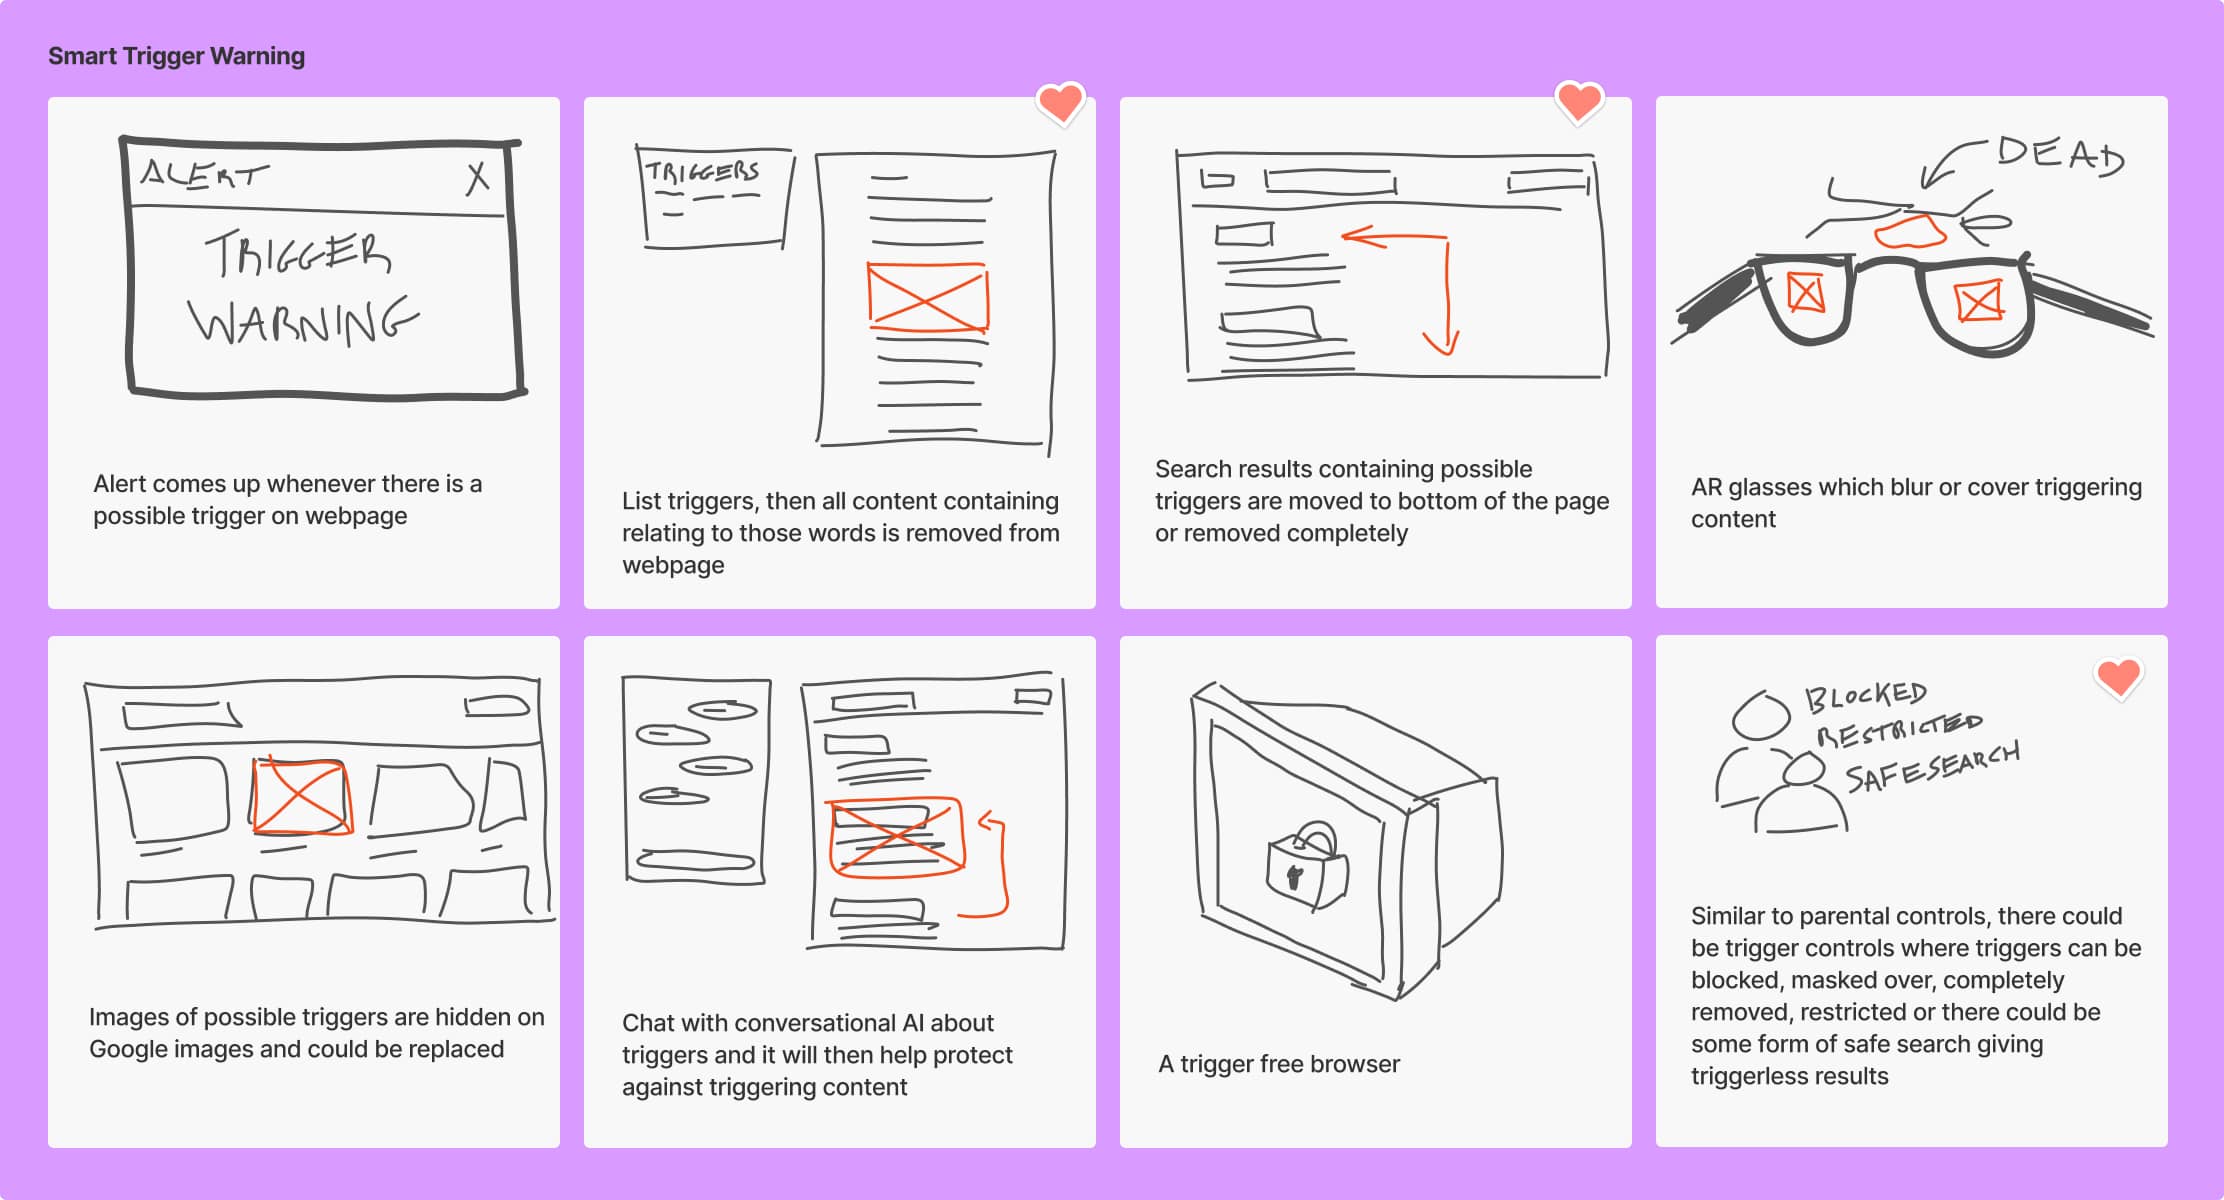 Smart Trigger Warning
ALERT X
TRIGGER
WARNING
Alert comes up whenever there is a
possible trigger on webpage
TRIGGERS
List triggers, then all content containing
relating to those words is removed from
webpage
Search results containing possible
triggers are moved to bottom of the page
or removed completely
DEAD
AR glasses which blur or cover triggering
content
Images of possible triggers are hidden on
Google images and could be replaced
Chat with conversational AI about
triggers and it will then help protect
against triggering content
A trigger free browser
BLOCKED
RESTRICTED
SAFESEARCH
Similar to parental controls, there could
be trigger controls where triggers can be
blocked, masked over, completely
removed, restricted or there could be
some form of safe search giving
triggerless results